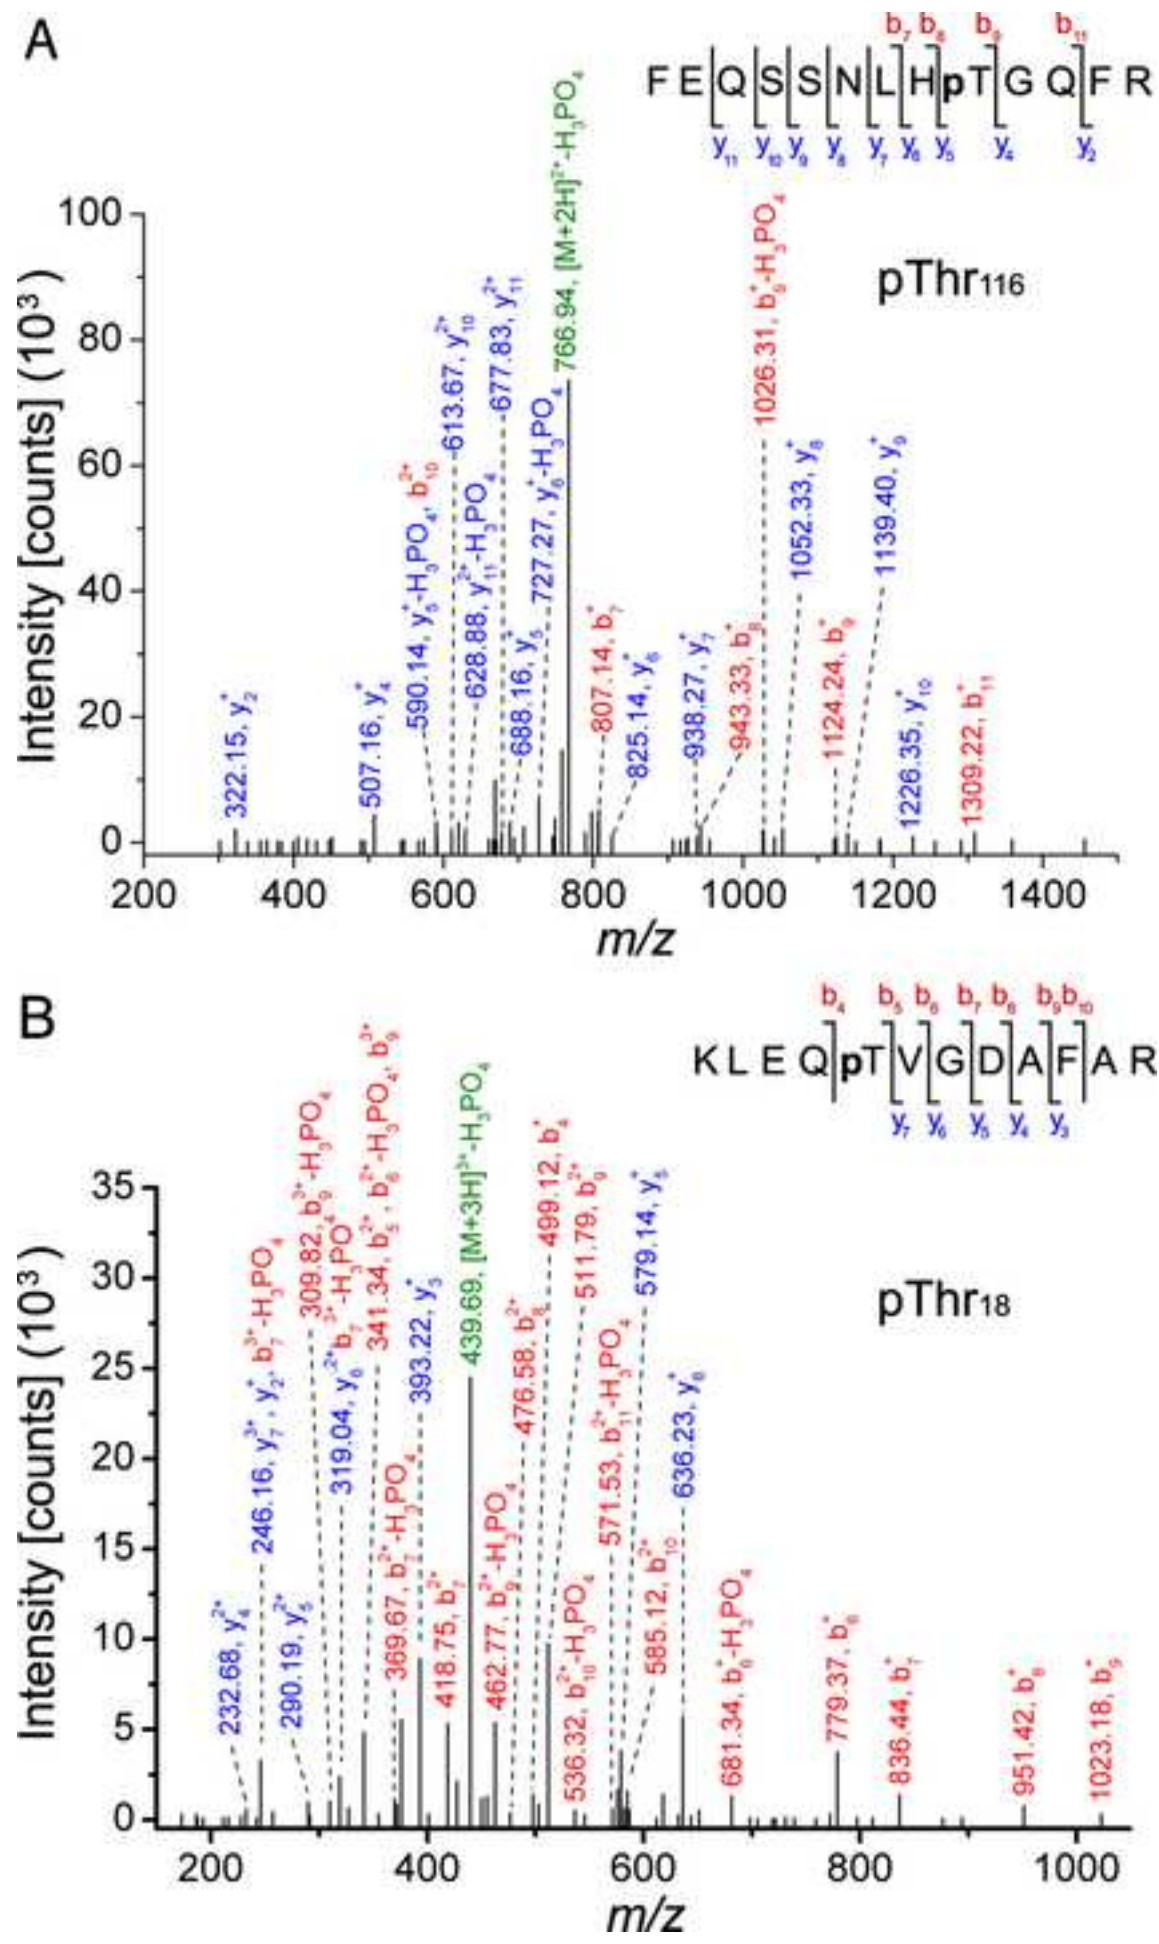 A
b7 b8 b9 b11
F E Q S S N L H pT G Q F R
y11 y10 y9 y8 y7 y6 y5 y4 y2
pThr116
Intensity [counts] (10³)
100
80
60
40
20
0
322.15, y2+
507.16, y4+
590.14, y5+-H3PO4, b10 2+
613.67, y10 2+
628.88, y11 2+-H3PO4
677.83, y11 2+
688.16, y5+
727.27, y6+-H3PO4
766.94, [M+2H]2+-H3PO4
807.14, b7+
825.14, y6+
938.27, y7+
943.33, b8+
1026.31, b9+-H3PO4
1052.33, y8+
1124.24, b9+
1139.40, y9+
1226.35, y10+
1309.22, b11+
200 400 600 800 1000 1200 1400
m/z
B
b4 b5 b6 b7 b8 b9 b10
K L E Q pT V G D A F A R
y7 y6 y5 y4 y3
pThr18
Intensity [counts] (10³)
35
30
25
20
15
10
5
0
232.68, y4 2+
246.16, y7 3+, y2+, b7 3+-H3PO4
290.19, y5 2+
309.82, b9 3+-H3PO4
319.04, y6 2+, b7 3+-H3PO4
341.34, b5 2+, b6 2+-H3PO4, b9 3+
369.67, b7 2+-H3PO4
393.22, y3+
418.75, b7 2+
439.69, [M+3H]3+-H3PO4
462.77, b9 2+-H3PO4
476.58, b8 2+
499.12, b4+
511.79, b9 2+
536.32, b10 2+-H3PO4
571.53, b11 2+-H3PO4
579.14, y5+
585.12, b10 2+
636.23, y6+
681.34, b6+-H3PO4
779.37, b6+
836.44, b7+
951.42, b8+
1023.18, b9+
200 400 600 800 1000
m/z